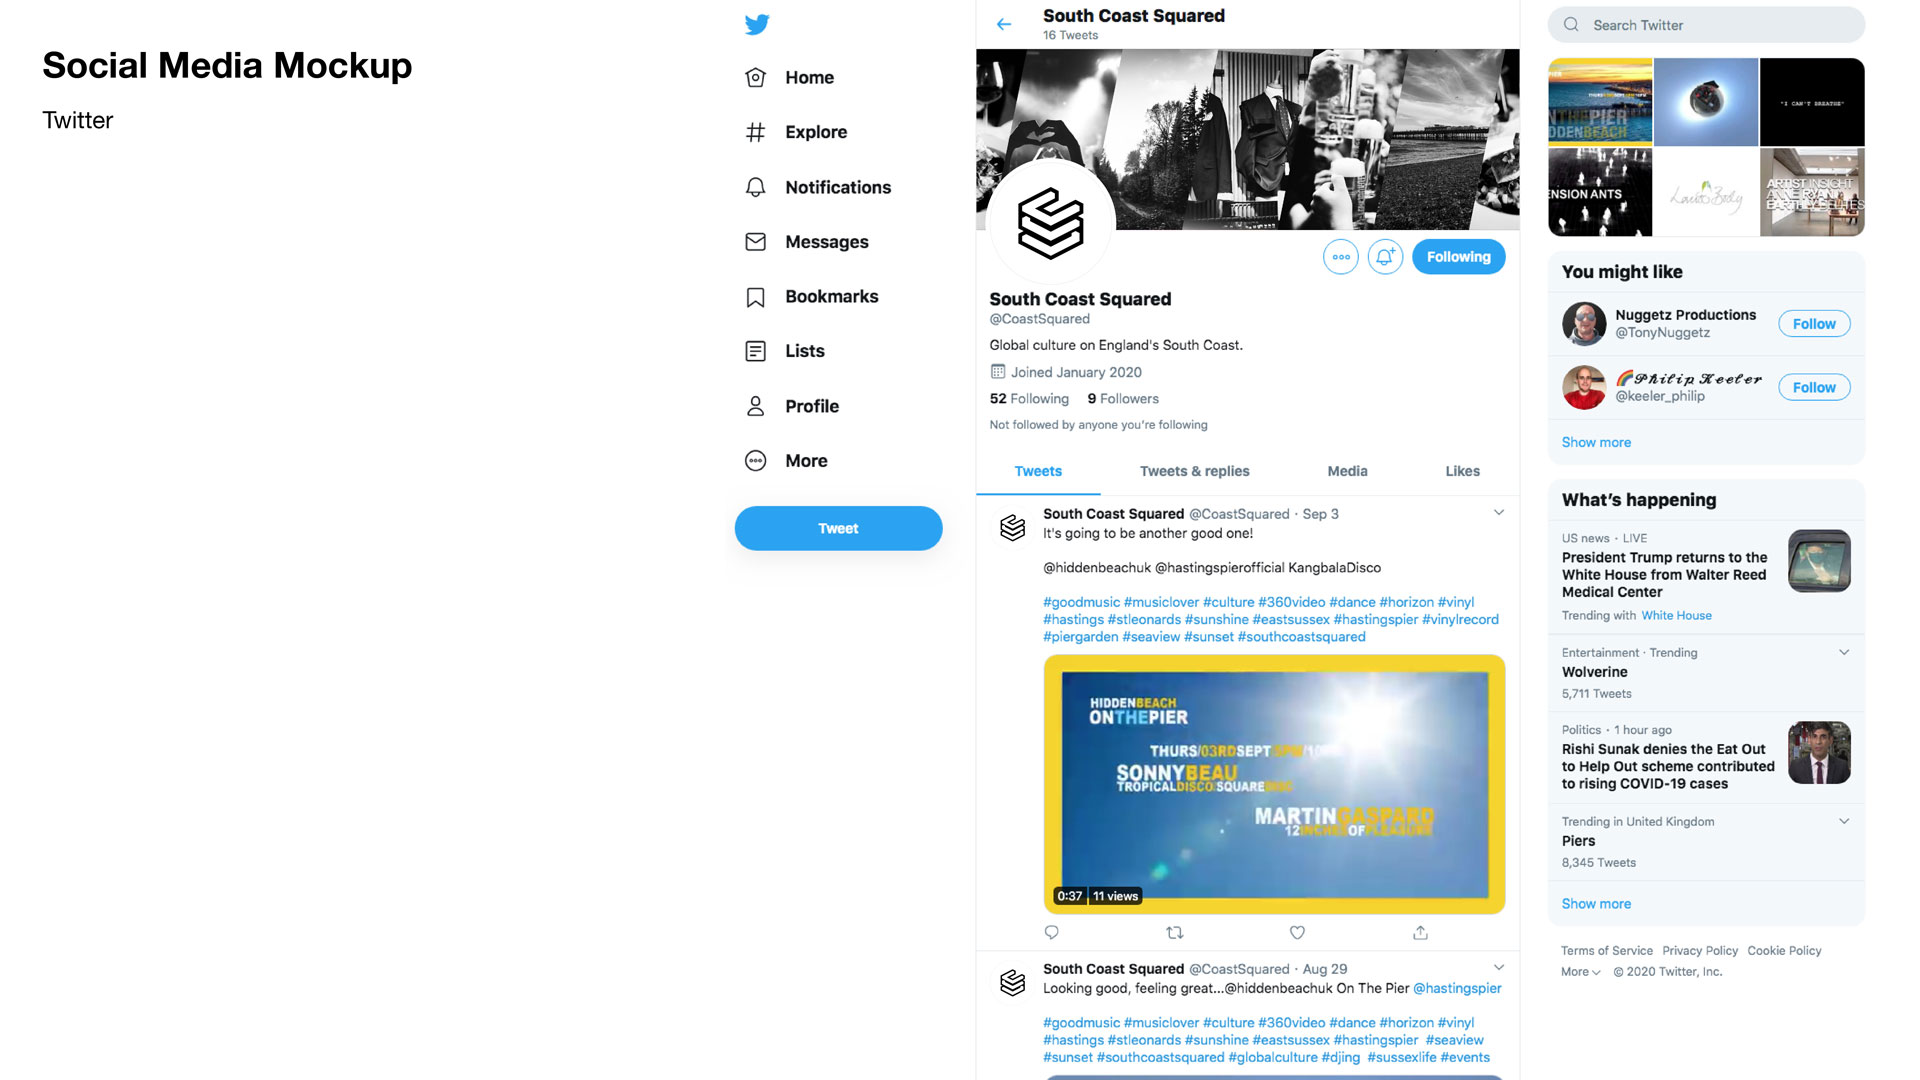 Social Media Mockup
Twitter
Home
Explore
Notifications
Messages
Bookmarks
Lists
Profile
More
Tweet
South Coast Squared
16 Tweets
Following
South Coast Squared
@CoastSquared
Global culture on England's South Coast.
Joined January 2020
52 Following 9 Followers
Not followed by anyone you're following
Tweets Tweets & replies Media Likes
South Coast Squared @CoastSquared · Sep 3
It's going to be another good one!
@hiddenbeachuk @hastingspierofficial KangbalaDisco
#goodmusic #musiclover #culture #360video #dance #horizon #vinyl
#hastings #stleonards #sunshine #eastsussex #hastingspier #vinylrecord
#piergarden #seaview #sunset #southcoastsquared
HIDDENBEACH
ONTHEPIER
THURS/03RDSEPT
SONNYBEAU
TROPICALDISCO/SQUAREDISC
MARTINGASPARD
12INCHESOFPLEASURE
0:37 11 views
South Coast Squared @CoastSquared · Aug 29
Looking good, feeling great...@hiddenbeachuk On The Pier @hastingspier
#goodmusic #musiclover #culture #360video #dance #horizon #vinyl
#hastings #stleonards #sunshine #eastsussex #hastingspier #seaview
#sunset #southcoastsquared #globalculture #djing #sussexlife #events
Search Twitter
NTHEPIER
DDENBEACH
"I CAN'T BREATHE"
ENSION ANTS
ARTIST INSIGHT
You might like
Nuggetz Productions
@TonyNuggetz
Follow
🌈𝓟𝓱𝓲𝓵𝓲𝓹 𝓚𝓮𝓮𝓵𝓮𝓻
@keeler_philip
Follow
Show more
What's happening
US news · LIVE
President Trump returns to the
White House from Walter Reed
Medical Center
Trending with White House
Entertainment · Trending
Wolverine
5,711 Tweets
Politics · 1 hour ago
Rishi Sunak denies the Eat Out
to Help Out scheme contributed
to rising COVID-19 cases
Trending in United Kingdom
Piers
8,345 Tweets
Show more
Terms of Service Privacy Policy Cookie Policy
More © 2020 Twitter, Inc.